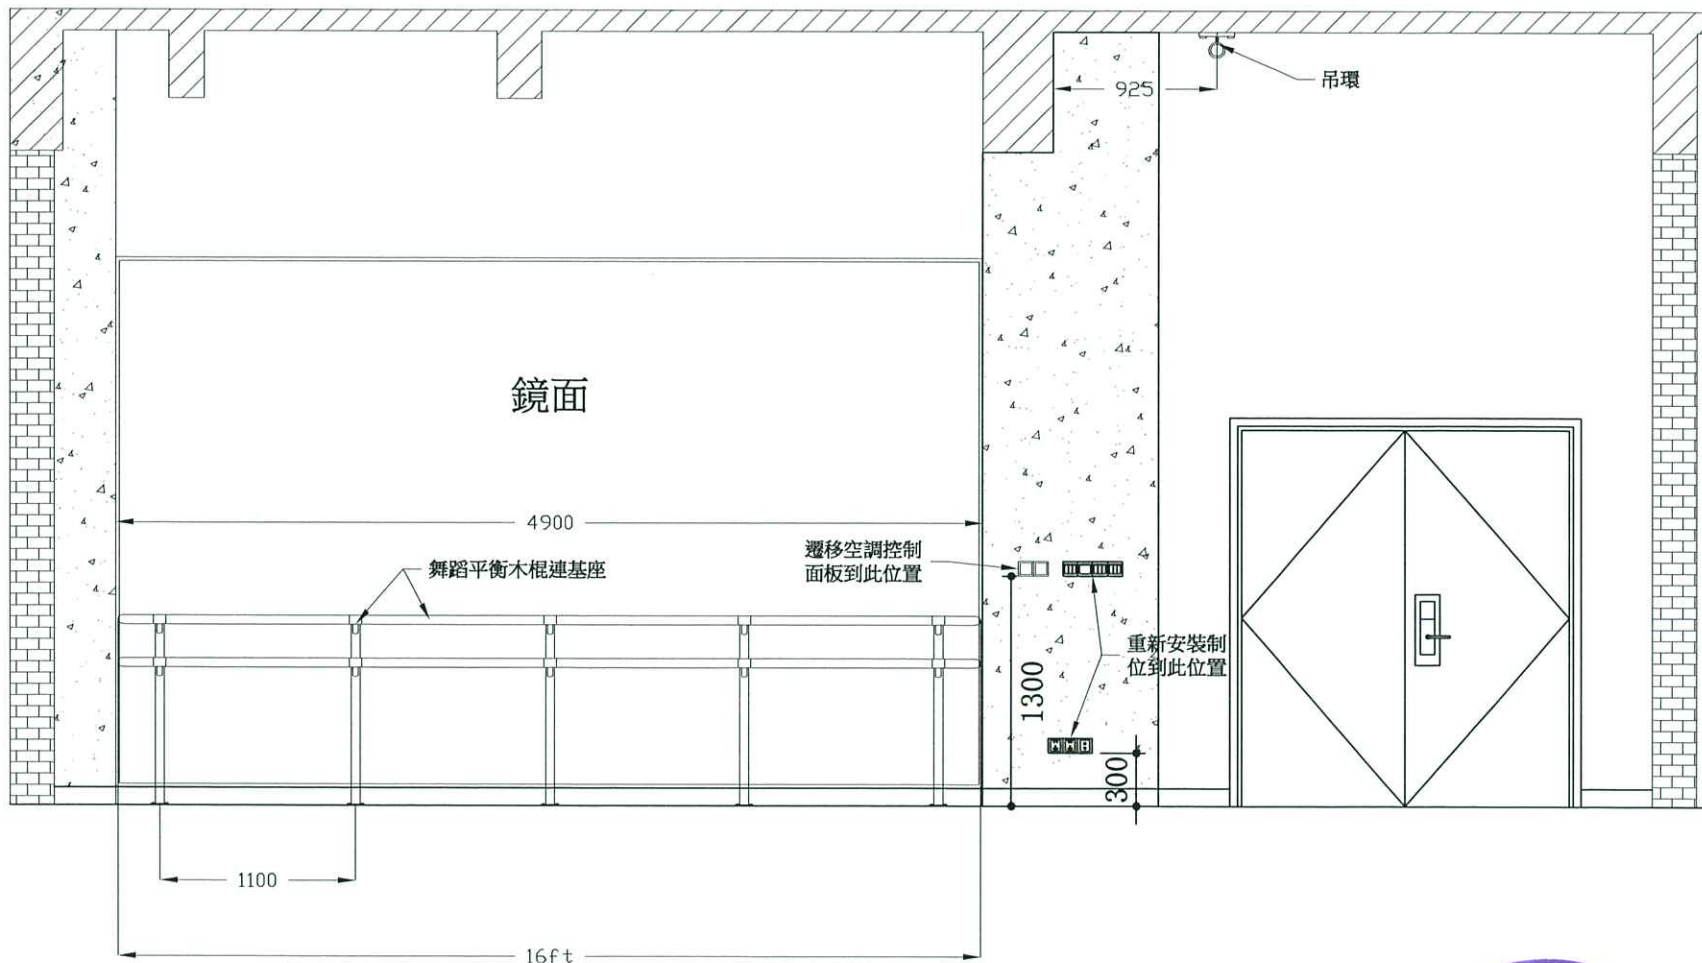 925
吊環
鏡面
4900
舞蹈平衡木棍連基座
遷移空調控制
面板到此位置
重新安裝制
位到此位置
1300
300
1100
16ft